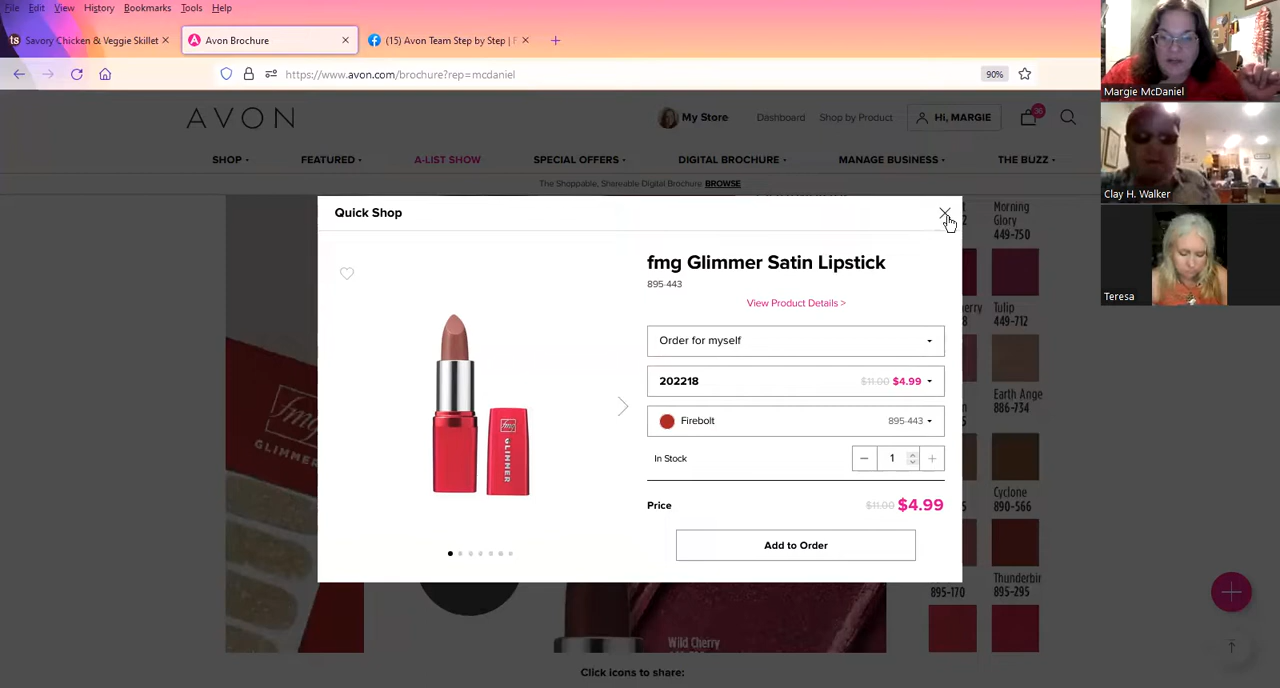 File Edit View History Bookmarks Tools Help
ts Savory Chicken & Veggie Skillet
A Avon Brochure
(15) Avon Team Step by Step | F
https://www.avon.com/brochure?rep=mcdaniel
90%
AVON
My Store
Dashboard
Shop by Product
Hi, MARGIE
SHOP
FEATURED
A-LIST SHOW
SPECIAL OFFERS
DIGITAL BROCHURE
MANAGE BUSINESS
THE BUZZ
The Shoppable, Shareable Digital Brochure BROWSE
Quick Shop
fmg Glimmer Satin Lipstick
895-443
View Product Details >
Order for myself
202218 $11.00 $4.99
Firebolt 895-443
In Stock
1
Price $11.00 $4.99
Add to Order
fmg
GLIMMER
fmg
GLIMMER
Morning
Glory
449-750
Tulip
449-712
Earth Ange
886-734
Cyclone
890-566
Thunderbir
895-170
895-295
Wild Cherry
Click icons to share:
Margie McDaniel
Clay H. Walker
Teresa